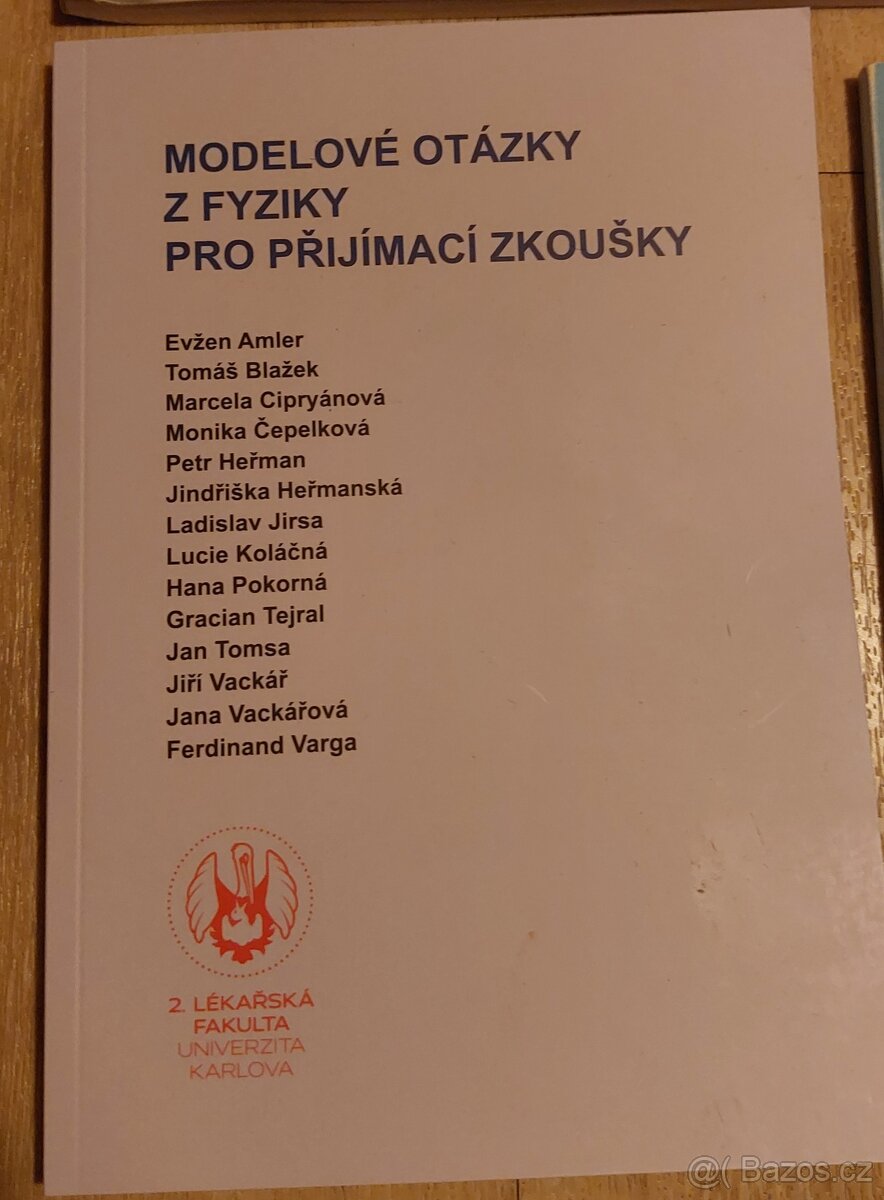 MODELOVÉ OTÁZKY
Z FYZIKY
PRO PŘIJÍMACÍ ZKOUŠKY
Evžen Amler
Tomáš Blažek
Marcela Cipryánová
Monika Čepelková
Petr Heřman
Jindřiška Heřmanská
Ladislav Jirsa
Lucie Koláčná
Hana Pokorná
Gracian Tejral
Jan Tomsa
Jiří Vackář
Jana Vackářová
Ferdinand Varga
2. LÉKAŘSKÁ
FAKULTA
UNIVERZITA
KARLOVA
@( Bazos.cz